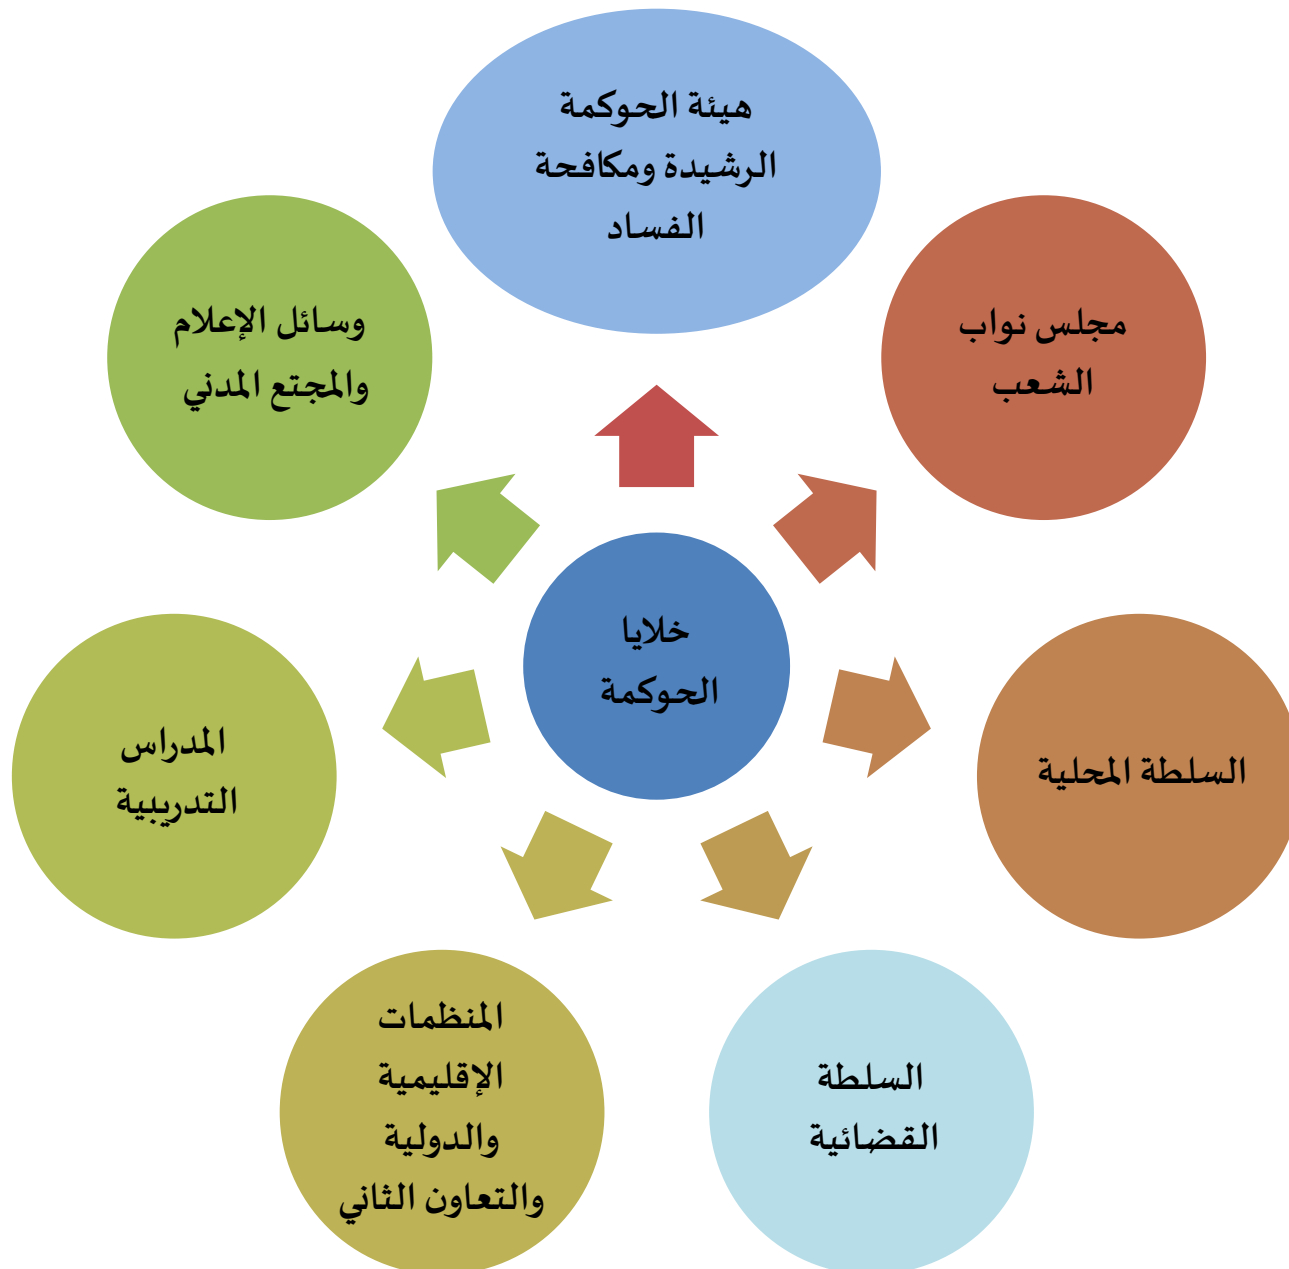 هيئة الحوكمة
الرشيدة ومكافحة
الفساد
مجلس نواب
الشعب
السلطة المحلية
السلطة
القضائية
المنظمات
الإقليمية
والدولية
والتعاون الثاني
المدراس
التدريبية
وسائل الإعلام
والمجتع المدني
خلايا
الحوكمة